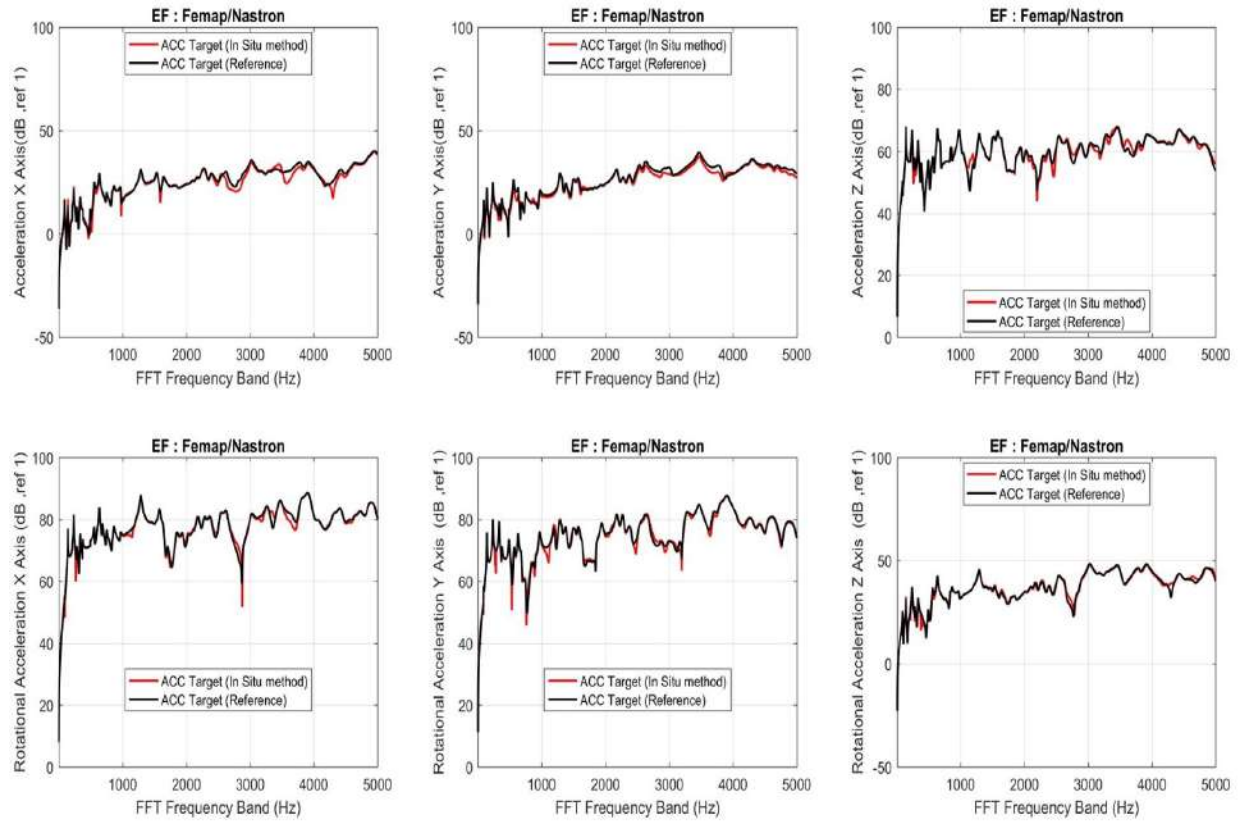 EF : Femap/Nastron
100
50
0
-50
Acceleration X Axis(dB ,ref 1)
ACC Target (In Situ method)
ACC Target (Reference)
1000 2000 3000 4000 5000
FFT Frequency Band (Hz)
EF : Femap/Nastron
100
50
0
-50
Acceleration Y Axis(dB ,ref 1)
ACC Target (In Situ method)
ACC Target (Reference)
1000 2000 3000 4000 5000
FFT Frequency Band (Hz)
EF : Femap/Nastron
100
80
60
40
20
0
Acceleration Z Axis(dB ,ref 1)
ACC Target (In Situ method)
ACC Target (Reference)
1000 2000 3000 4000 5000
FFT Frequency Band (Hz)
EF : Femap/Nastron
100
80
60
40
20
0
Rotational Acceleration X Axis (dB ,ref 1)
ACC Target (In Situ method)
ACC Target (Reference)
1000 2000 3000 4000 5000
FFT Frequency Band (Hz)
EF : Femap/Nastron
100
80
60
40
20
0
Rotational Acceleration Y Axis (dB ,ref 1)
ACC Target (In Situ method)
ACC Target (Reference)
1000 2000 3000 4000 5000
FFT Frequency Band (Hz)
EF : Femap/Nastron
100
50
0
-50
Rotational Acceleration Z Axis (dB ,ref 1)
ACC Target (In Situ method)
ACC Target (Reference)
1000 2000 3000 4000 5000
FFT Frequency Band (Hz)